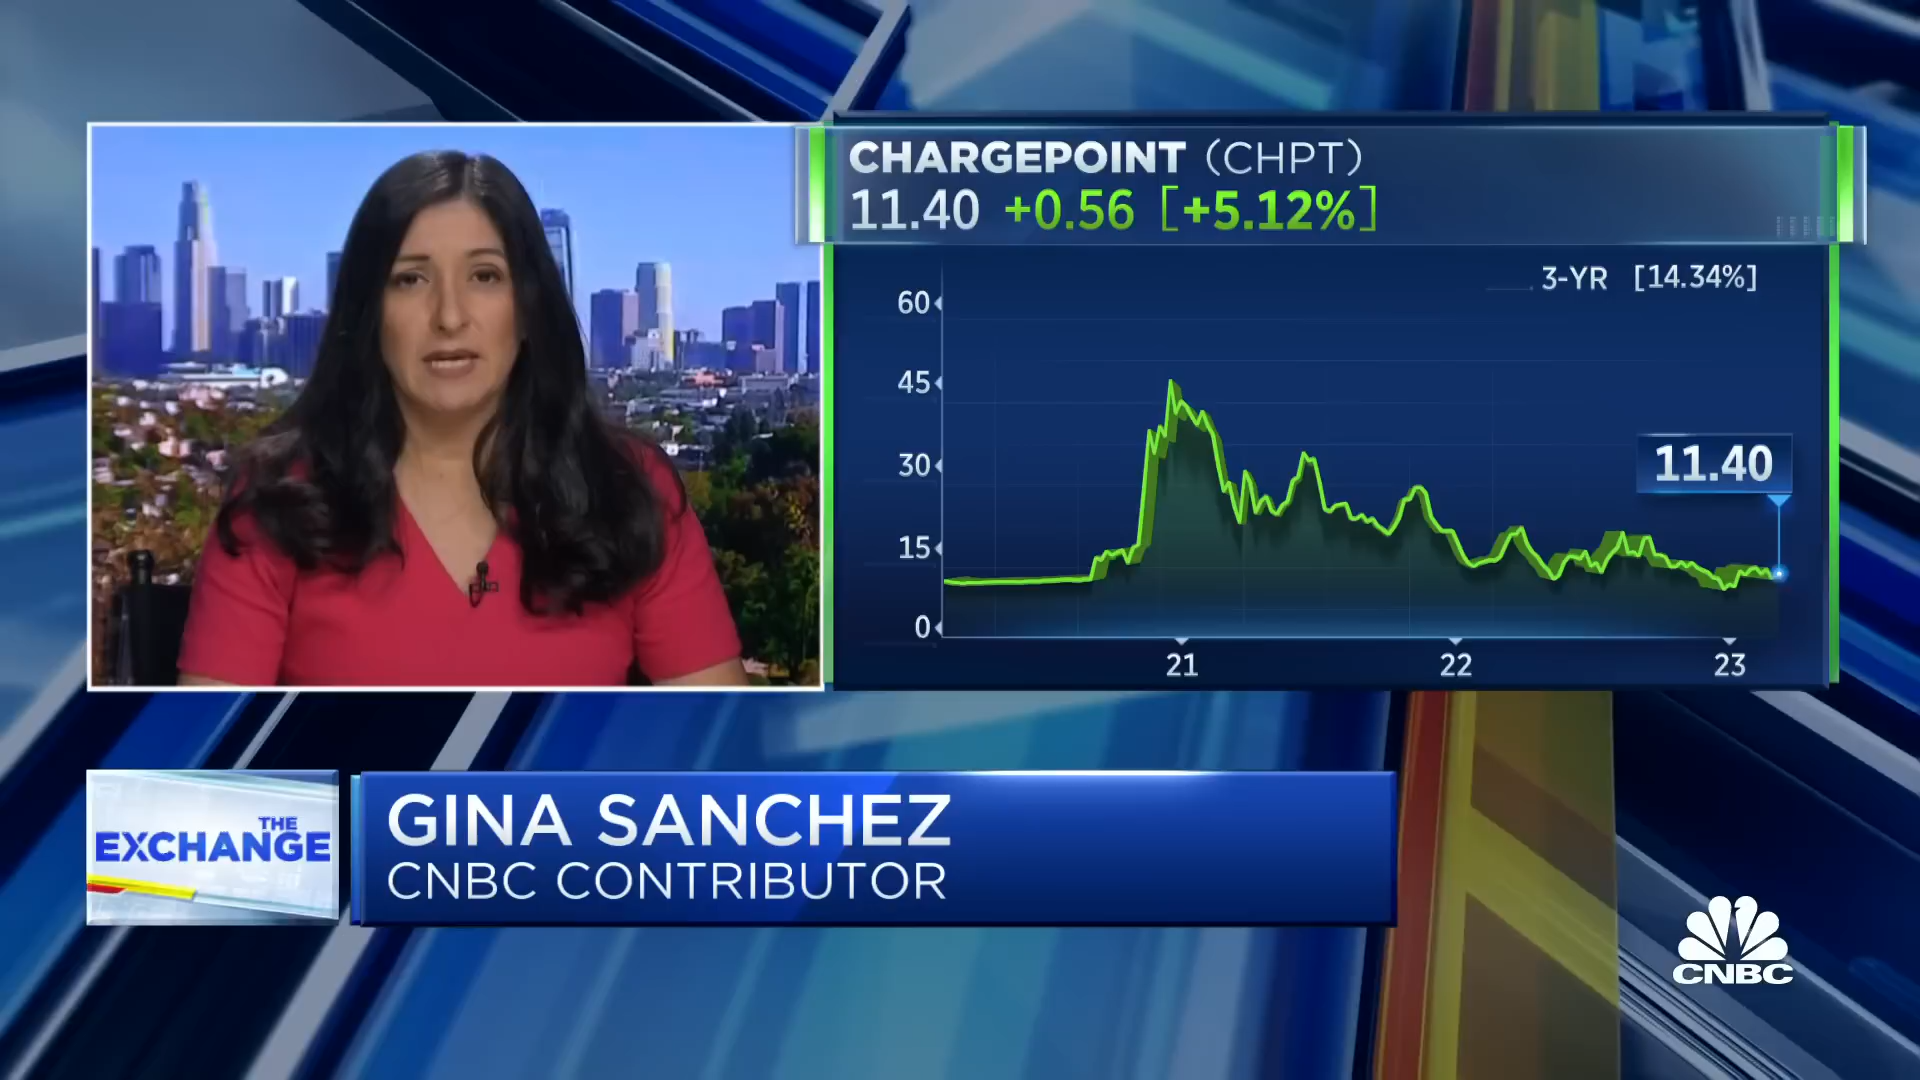 CHARGEPOINT (CHPT)
11.40 +0.56 [+5.12%]
3-YR [14.34%]
60
45
30
15
0
11.40
21
22
23
THE
EXCHANGE
GINA SANCHEZ
CNBC CONTRIBUTOR
CNBC